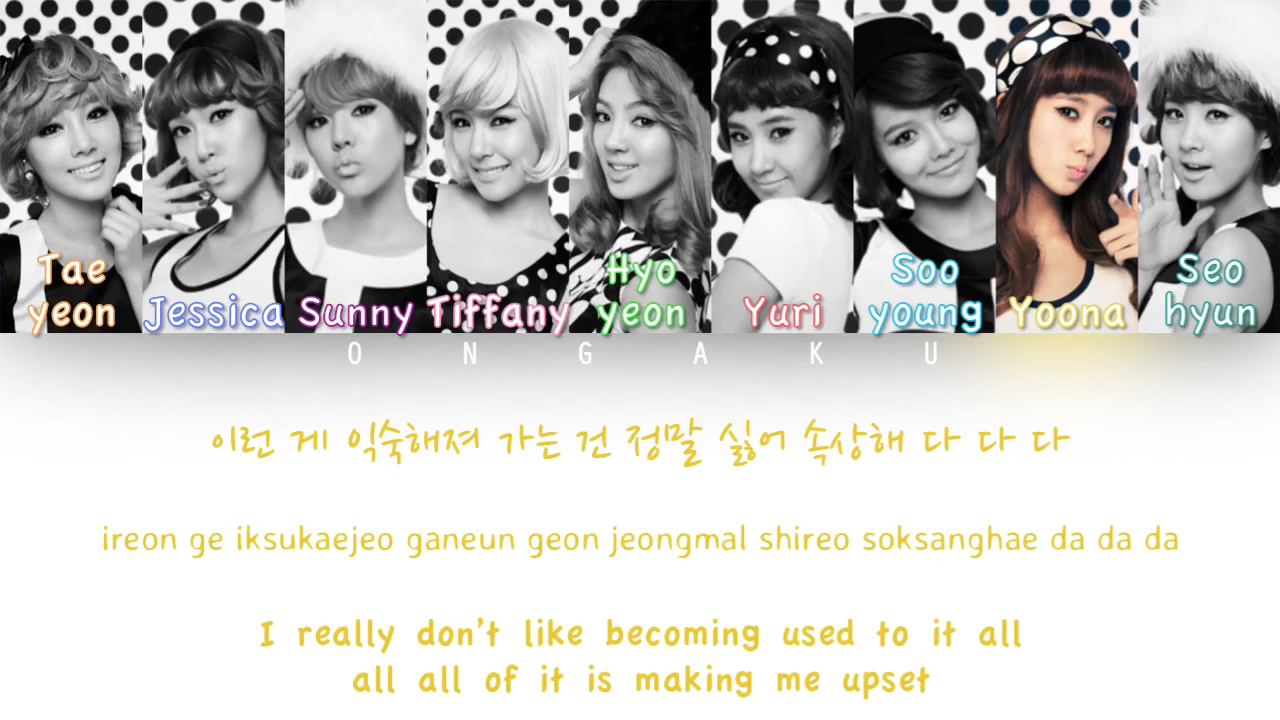 Tae
yeon
Jessica
Sunny
Tiffany
Hyo
yeon
Yuri
Soo
young
Yoona
Seo
hyun
O N G A K U
이런 게 익숙해져 가는 건 정말 싫어 속상해 다 다 다
ireon ge iksukaejeo ganeun geon jeongmal shireo soksanghae da da da
I really don't like becoming used to it all
all all of it is making me upset